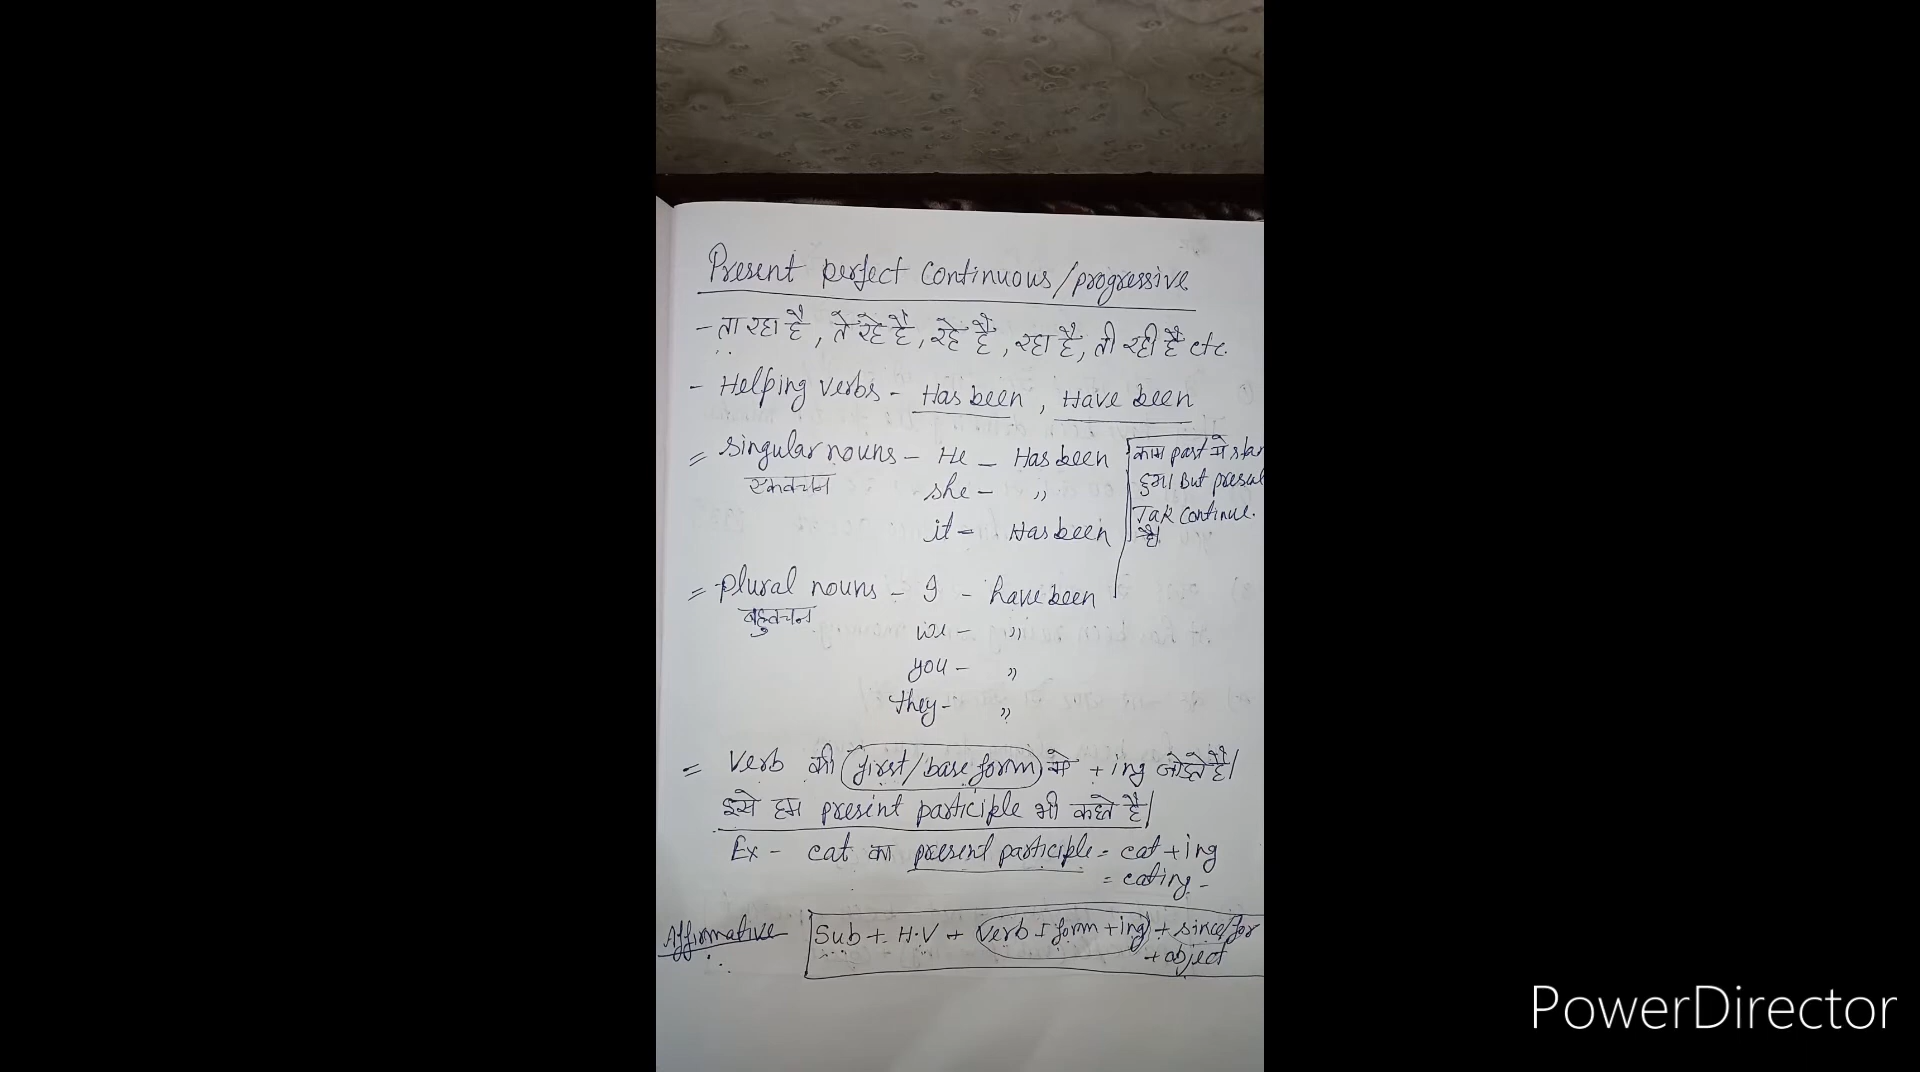 Present perfect continuous/progressive
- ता रहा है, ते रहे है, रहे है, रहा है, ती रही है etc.
- Helping verbs - Has been, Have been
= singular nouns - He - Has been
एकवचन
she - "
it - Has been
काम past मे star
हुआ But presen
Tak continue.
है।
= plural nouns - I - have been
बहुवचन
we - "
you - "
they - "
= Verb की first/base form मे +ing जोड़ते है।
इसे हम present participle भी कहते है।
Ex - eat का present participle = eat +ing
= eating -
Affirmative
Sub + H.V + Verb I form +ing + since/for
+ object
PowerDirector